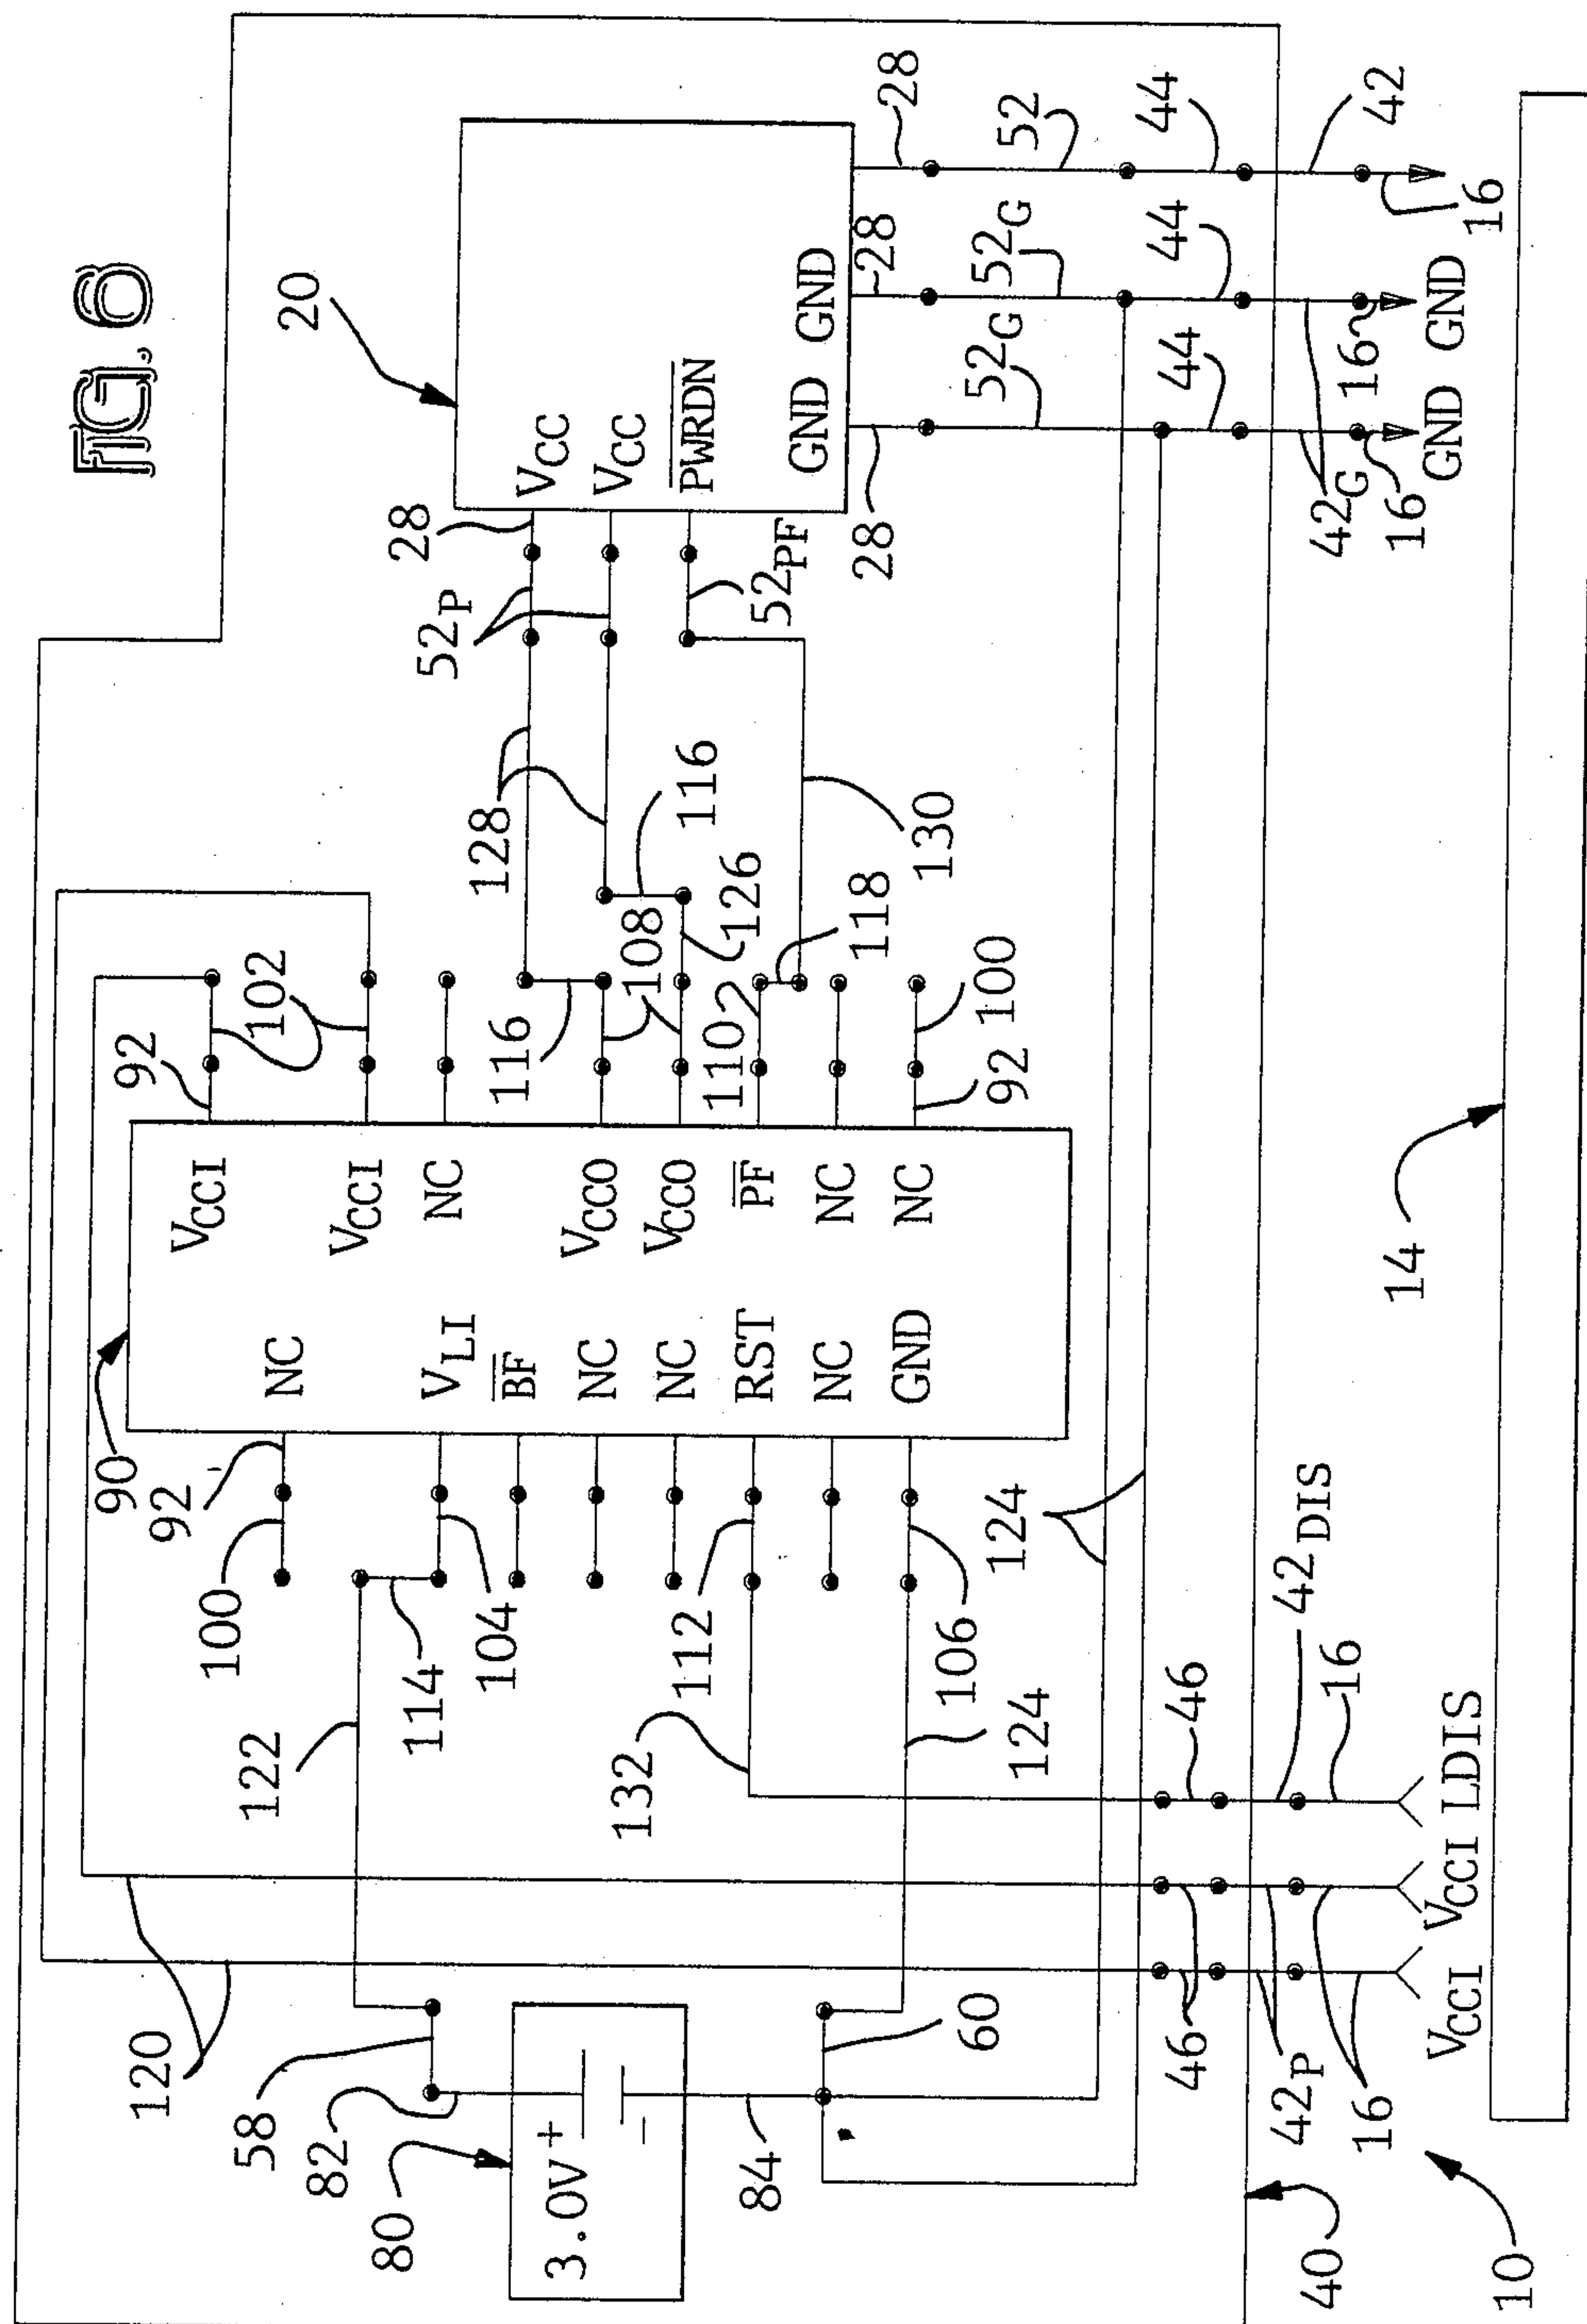 FIG. 6
20
28
VCC
VCC
PWRDN
GND
GND
28
28
28
52P
52PF
52G
52G
52
44
44
44
42
42G
16
16
16
GND
GND
128
116
116
108
126
110
118
130
102
92
92
100
90
VCCI
VCCI
NC
VCCO
VCCO
PF
NC
NC
NC
VLI
BF
NC
NC
RST
NC
GND
92
100
114
104
112
106
122
132
124
124
120
58
82
80
3.0V
+
-
84
60
46
46
42DIS
42P
16
16
VCCI
VCCI
LDIS
14
40
10